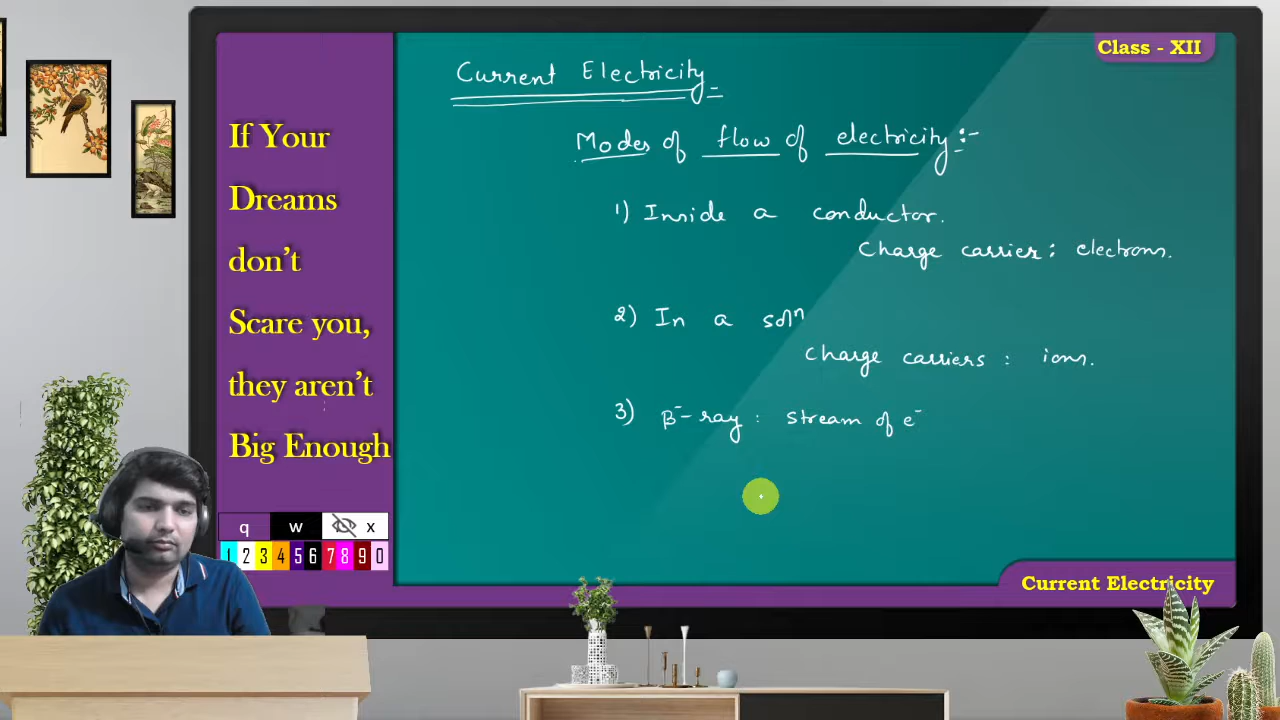 Class - XII
Current Electricity
Modes of flow of electricity :-
1) Inside a conductor.
Charge carrier : electrons.
2) In a solⁿ
Charge carriers : ions.
3) β⁻- ray : stream of e⁻
If Your
Dreams
don't
Scare you,
they aren't
Big Enough
q w x
1 2 3 4 5 6 7 8 9 0
Current Electricity